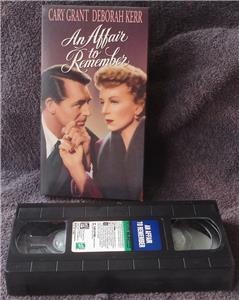 CARY GRANT DEBORAH KERR
An Affair
to
Remember
AN AFFAIR
TO REMEMBER